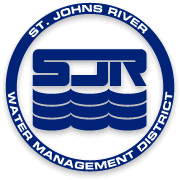 ST. JOHNS RIVER
SJR
WATER MANAGEMENT DISTRICT